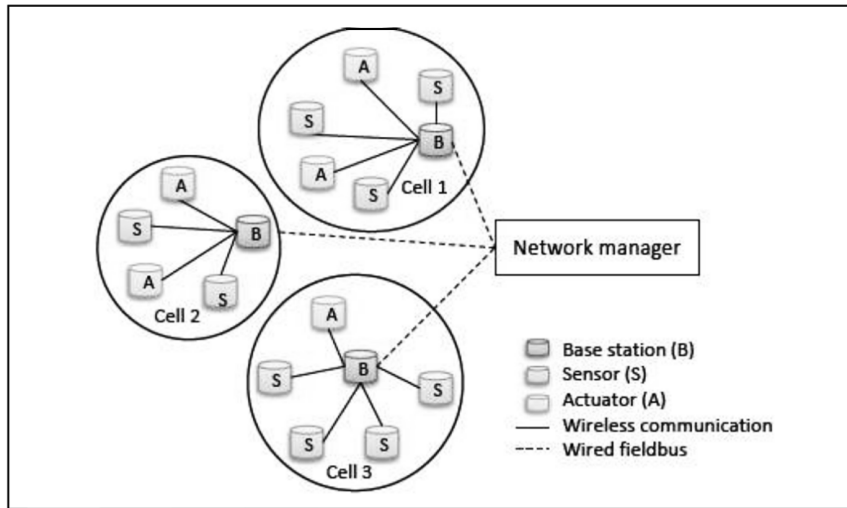 A
S
S
B
A
S
Cell 1
A
S
B
A
S
Cell 2
Network manager
A
B
S
S
S
S
Cell 3
Base station (B)
Sensor (S)
Actuator (A)
Wireless communication
Wired fieldbus